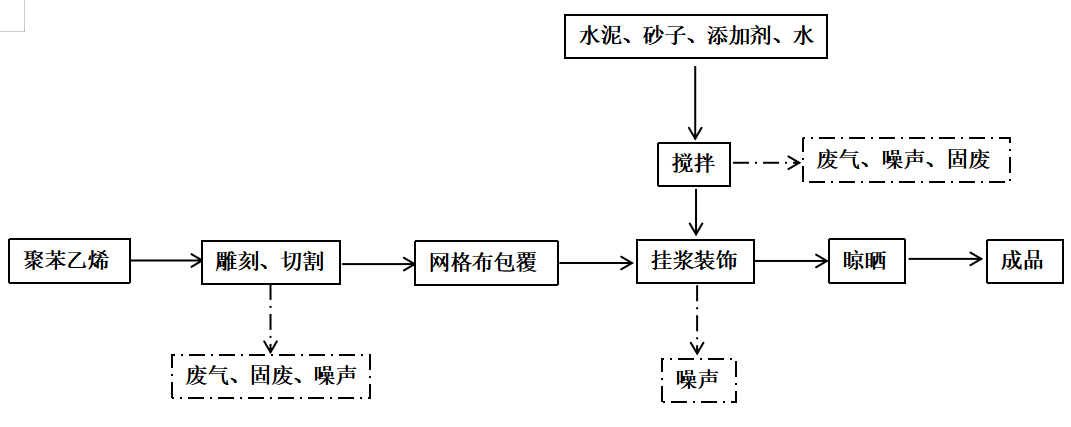 水泥、砂子、添加剂、水
搅拌
废气、噪声、固废
聚苯乙烯
雕刻、切割
网格布包覆
挂浆装饰
晾晒
成品
废气、固废、噪声
噪声